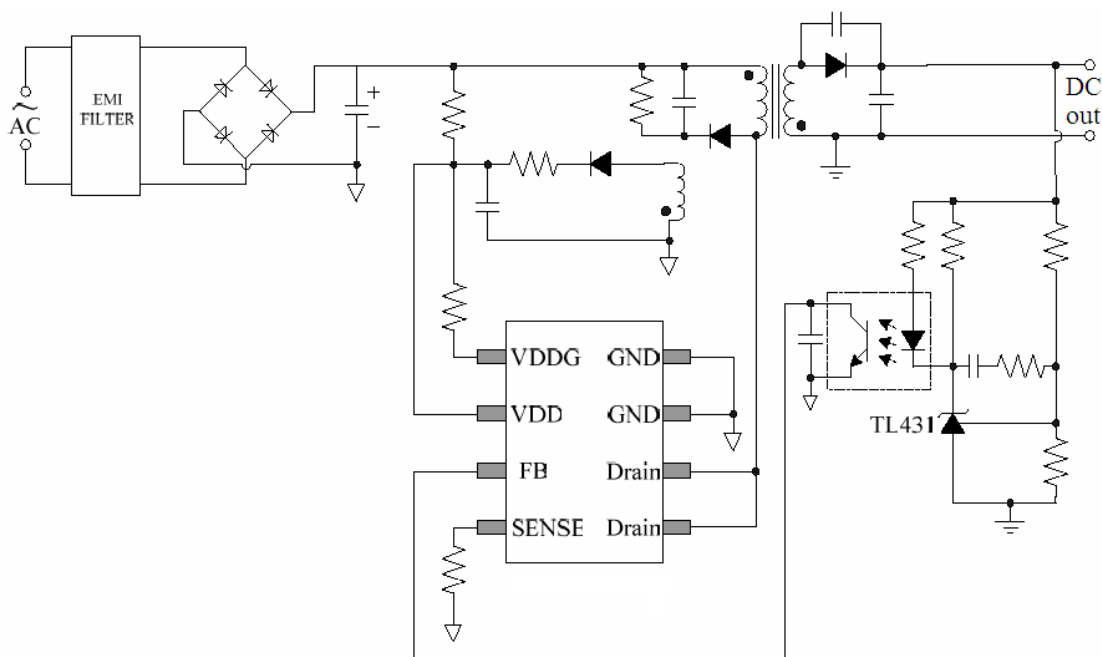 EMI
FILTER
~
AC
+
−
DC
out
VDDG
GND
VDD
GND
FB
Drain
SENSE
Drain
TL431